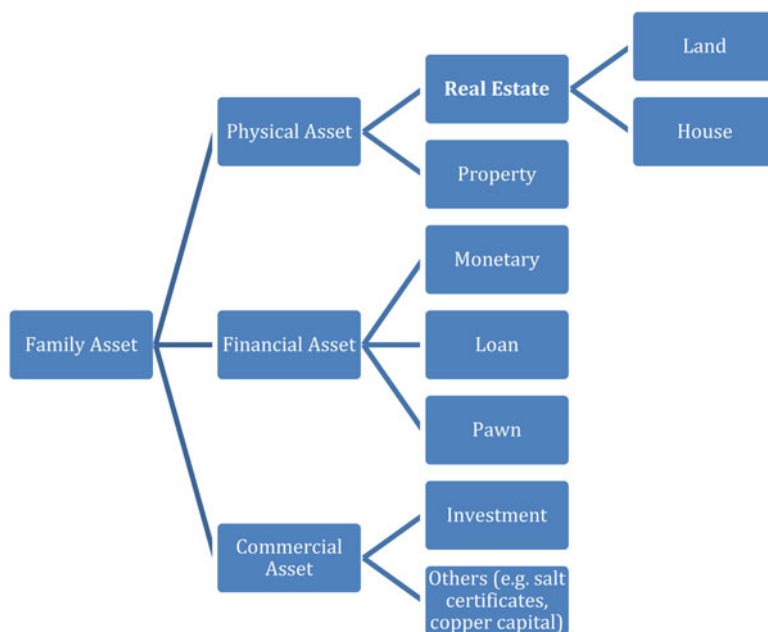 Family Asset
Physical Asset
Real Estate
Land
House
Property
Financial Asset
Monetary
Loan
Pawn
Commercial
Asset
Investment
Others (e.g. salt
certificates,
copper capital)